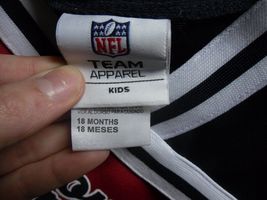 NFL
TEAM
APPAREL
KIDS
18 MONTHS
18 MESES